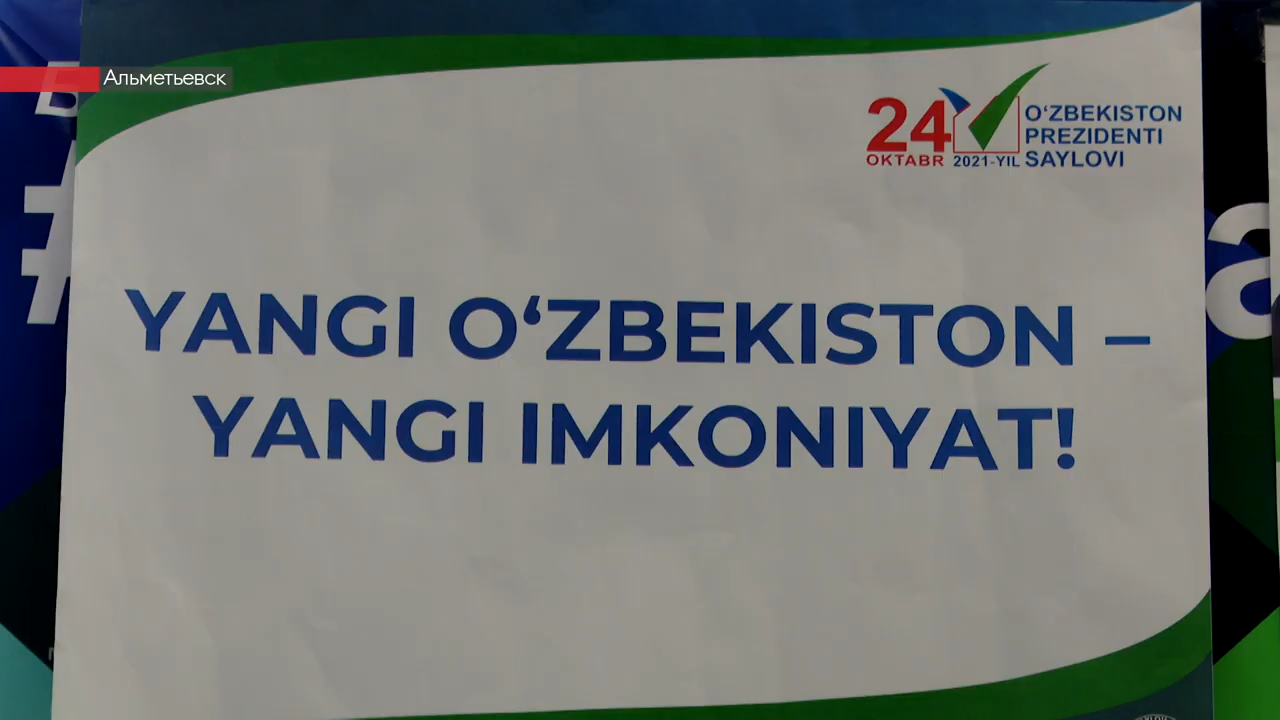 Альметьевск
24
OKTABR
2021-YIL
O‘ZBEKISTON
PREZIDENTI
SAYLOVI
YANGI O‘ZBEKISTON –
YANGI IMKONIYAT!
#
a